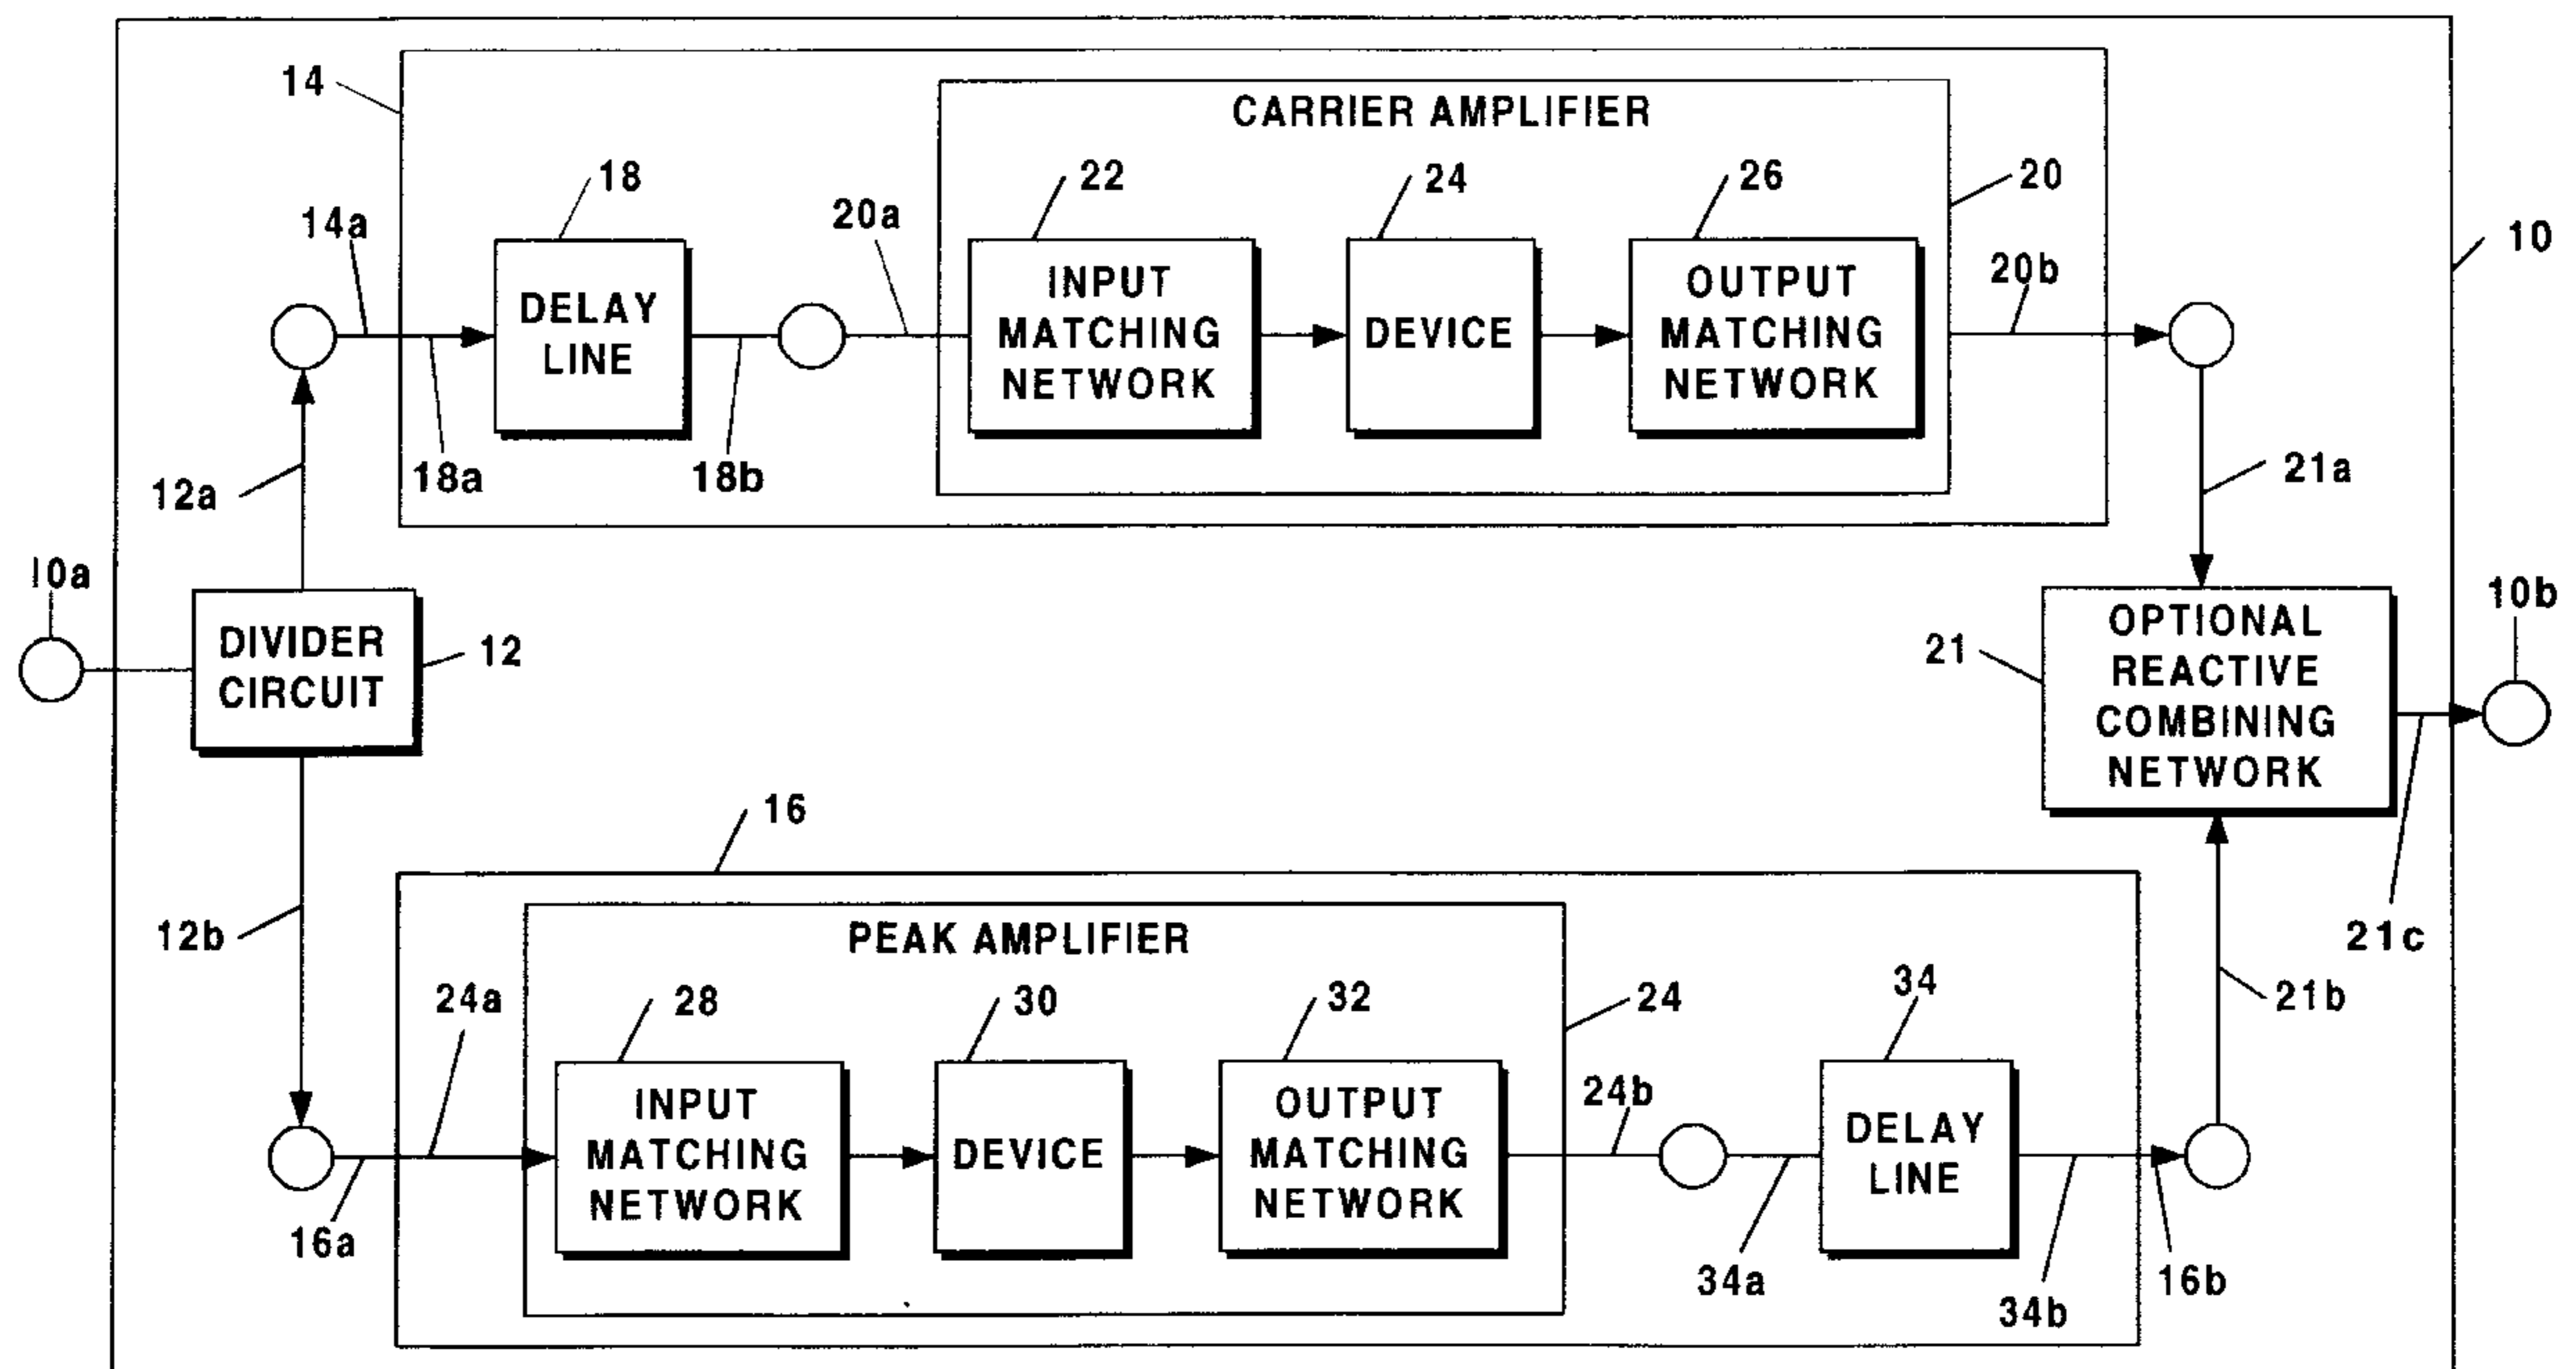 14
CARRIER AMPLIFIER
18
22
24
26
20
14a
20a
20b
10
DELAY
LINE
INPUT
MATCHING
NETWORK
DEVICE
OUTPUT
MATCHING
NETWORK
12a
18a
18b
21a
10a
10b
DIVIDER
CIRCUIT
12
21
OPTIONAL
REACTIVE
COMBINING
NETWORK
16
12b
PEAK AMPLIFIER
21c
24a
28
30
32
24
34
21b
24b
INPUT
MATCHING
NETWORK
DEVICE
OUTPUT
MATCHING
NETWORK
DELAY
LINE
16a
34a
34b
16b